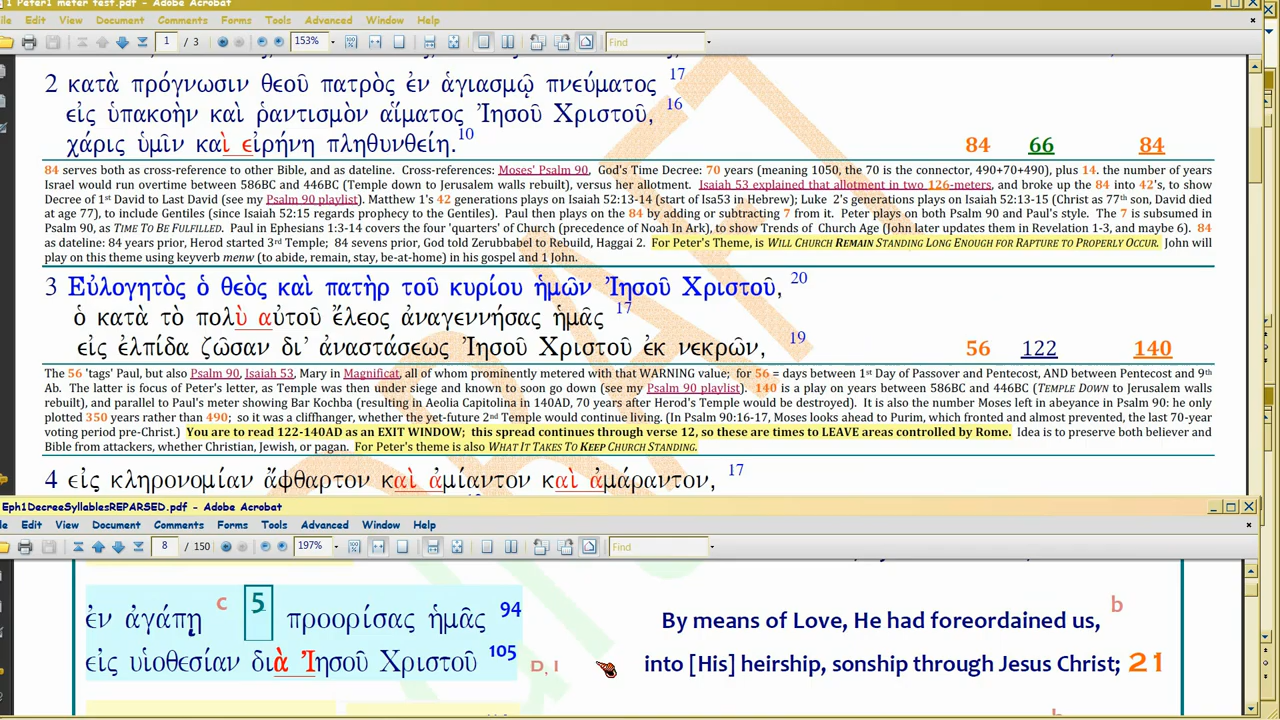 1 Peter1 meter test.pdf - Adobe Acrobat
ile Edit View Document Comments Forms Tools Advanced Window Help
1 / 3 153% Find
2 κατὰ πρόγνωσιν θεοῦ πατρὸς ἐν ἁγιασμῷ πνεύματος 17
εἰς ὑπακοὴν καὶ ῥαντισμὸν αἵματος Ἰησοῦ Χριστοῦ, 16
χάρις ὑμῖν καὶ εἰρήνη πληθυνθείη. 10 84 66 84
84 serves both as cross-reference to other Bible, and as dateline. Cross-references: Moses' Psalm 90, God's Time Decree: 70 years (meaning 1050, the 70 is the connector, 490+70+490), plus 14. the number of years
Israel would run overtime between 586BC and 446BC (Temple down to Jerusalem walls rebuilt), versus her allotment. Isaiah 53 explained that allotment in two 126-meters, and broke up the 84 into 42's, to show
Decree of 1st David to Last David (see my Psalm 90 playlist). Matthew 1's 42 generations plays on Isaiah 52:13-14 (start of Isa53 in Hebrew); Luke 2's generations plays on Isaiah 52:13-15 (Christ as 77th son, David died
at age 77), to include Gentiles (since Isaiah 52:15 regards prophecy to the Gentiles). Paul then plays on the 84 by adding or subtracting 7 from it. Peter plays on both Psalm 90 and Paul's style. The 7 is subsumed in
Psalm 90, as TIME TO BE FULFILLED. Paul in Ephesians 1:3-14 covers the four 'quarters' of Church (precedence of Noah In Ark), to show Trends of Church Age (John later updates them in Revelation 1-3, and maybe 6). 84
as dateline: 84 years prior, Herod started 3rd Temple; 84 sevens prior, God told Zerubbabel to Rebuild, Haggai 2. For Peter's Theme, is WILL CHURCH REMAIN STANDING LONG ENOUGH FOR RAPTURE TO PROPERLY OCCUR. John will
play on this theme using keyverb menw (to abide, remain, stay, be-at-home) in his gospel and 1 John.
3 Εὐλογητὸς ὁ θεὸς καὶ πατὴρ τοῦ κυρίου ἡμῶν Ἰησοῦ Χριστοῦ, 20
ὁ κατὰ τὸ πολὺ αὐτοῦ ἔλεος ἀναγεννήσας ἡμᾶς 17
εἰς ἐλπίδα ζῶσαν δι' ἀναστάσεως Ἰησοῦ Χριστοῦ ἐκ νεκρῶν, 19 56 122 140
The 56 'tags' Paul, but also Psalm 90, Isaiah 53, Mary in Magnificat, all of whom prominently metered with that WARNING value; for 56 = days between 1st Day of Passover and Pentecost, AND between Pentecost and 9th
Ab. The latter is focus of Peter's letter, as Temple was then under siege and known to soon go down (see my Psalm 90 playlist). 140 is a play on years between 586BC and 446BC (TEMPLE DOWN to Jerusalem walls
rebuilt), and parallel to Paul's meter showing Bar Kochba (resulting in Aeolia Capitolina in 140AD, 70 years after Herod's Temple would be destroyed). It is also the number Moses left in abeyance in Psalm 90: he only
plotted 350 years rather than 490; so it was a cliffhanger, whether the yet-future 2nd Temple would continue living. (In Psalm 90:16-17, Moses looks ahead to Purim, which fronted and almost prevented, the last 70-year
voting period pre-Christ.) You are to read 122-140AD as an EXIT WINDOW; this spread continues through verse 12, so these are times to LEAVE areas controlled by Rome. Idea is to preserve both believer and
Bible from attackers, whether Christian, Jewish, or pagan. For Peter's theme is also WHAT IT TAKES TO KEEP CHURCH STANDING.
4 εἰς κληρονομίαν ἄφθαρτον καὶ ἀμίαντον καὶ ἀμάραντον, 17
Eph1DecreeSyllablesREPARSED.pdf - Adobe Acrobat
le Edit View Document Comments Forms Tools Advanced Window Help
8 / 150 197% Find
ἐν ἀγάπῃ c 5 προορίσας ἡμᾶς 94 By means of Love, He had foreordained us, b
εἰς υἱοθεσίαν διὰ Ἰησοῦ Χριστοῦ 105 D, I into [His] heirship, sonship through Jesus Christ; 21